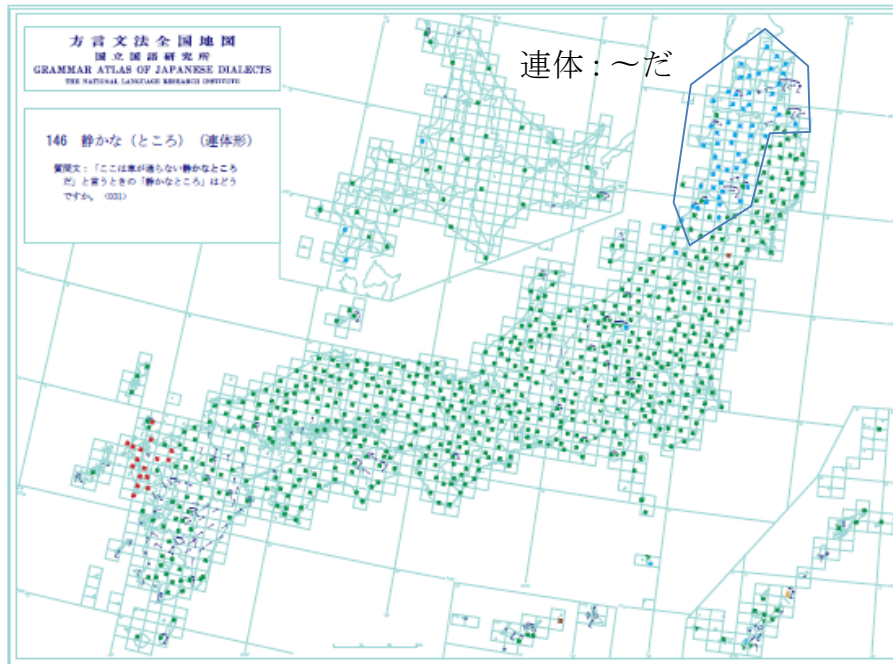 方言文法全国地図
国立国語研究所
GRAMMAR ATLAS OF JAPANESE DIALECTS
THE NATIONAL LANGUAGE RESEARCH INSTITUTE
連体：～だ
146 静かな（ところ）（連体形）
質問文：「ここは車が通らない静かなところ
だ」と言うときの「静かなところ」はどう
ですか。〈031〉